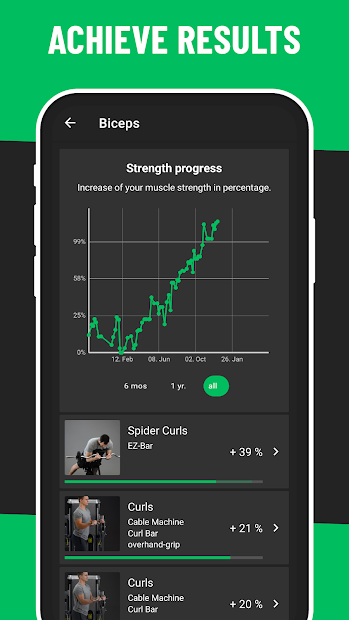 ACHIEVE RESULTS
Biceps
Strength progress
Increase of your muscle strength in percentage.
99%
58%
25%
0%
12. Feb 08. Jun 02. Oct 26. Jan
6 mos 1 yr. all
Spider Curls
EZ-Bar
+ 39 %
Curls
Cable Machine
Curl Bar
overhand-grip
+ 21 %
Curls
Cable Machine
Curl Bar
+ 20 %